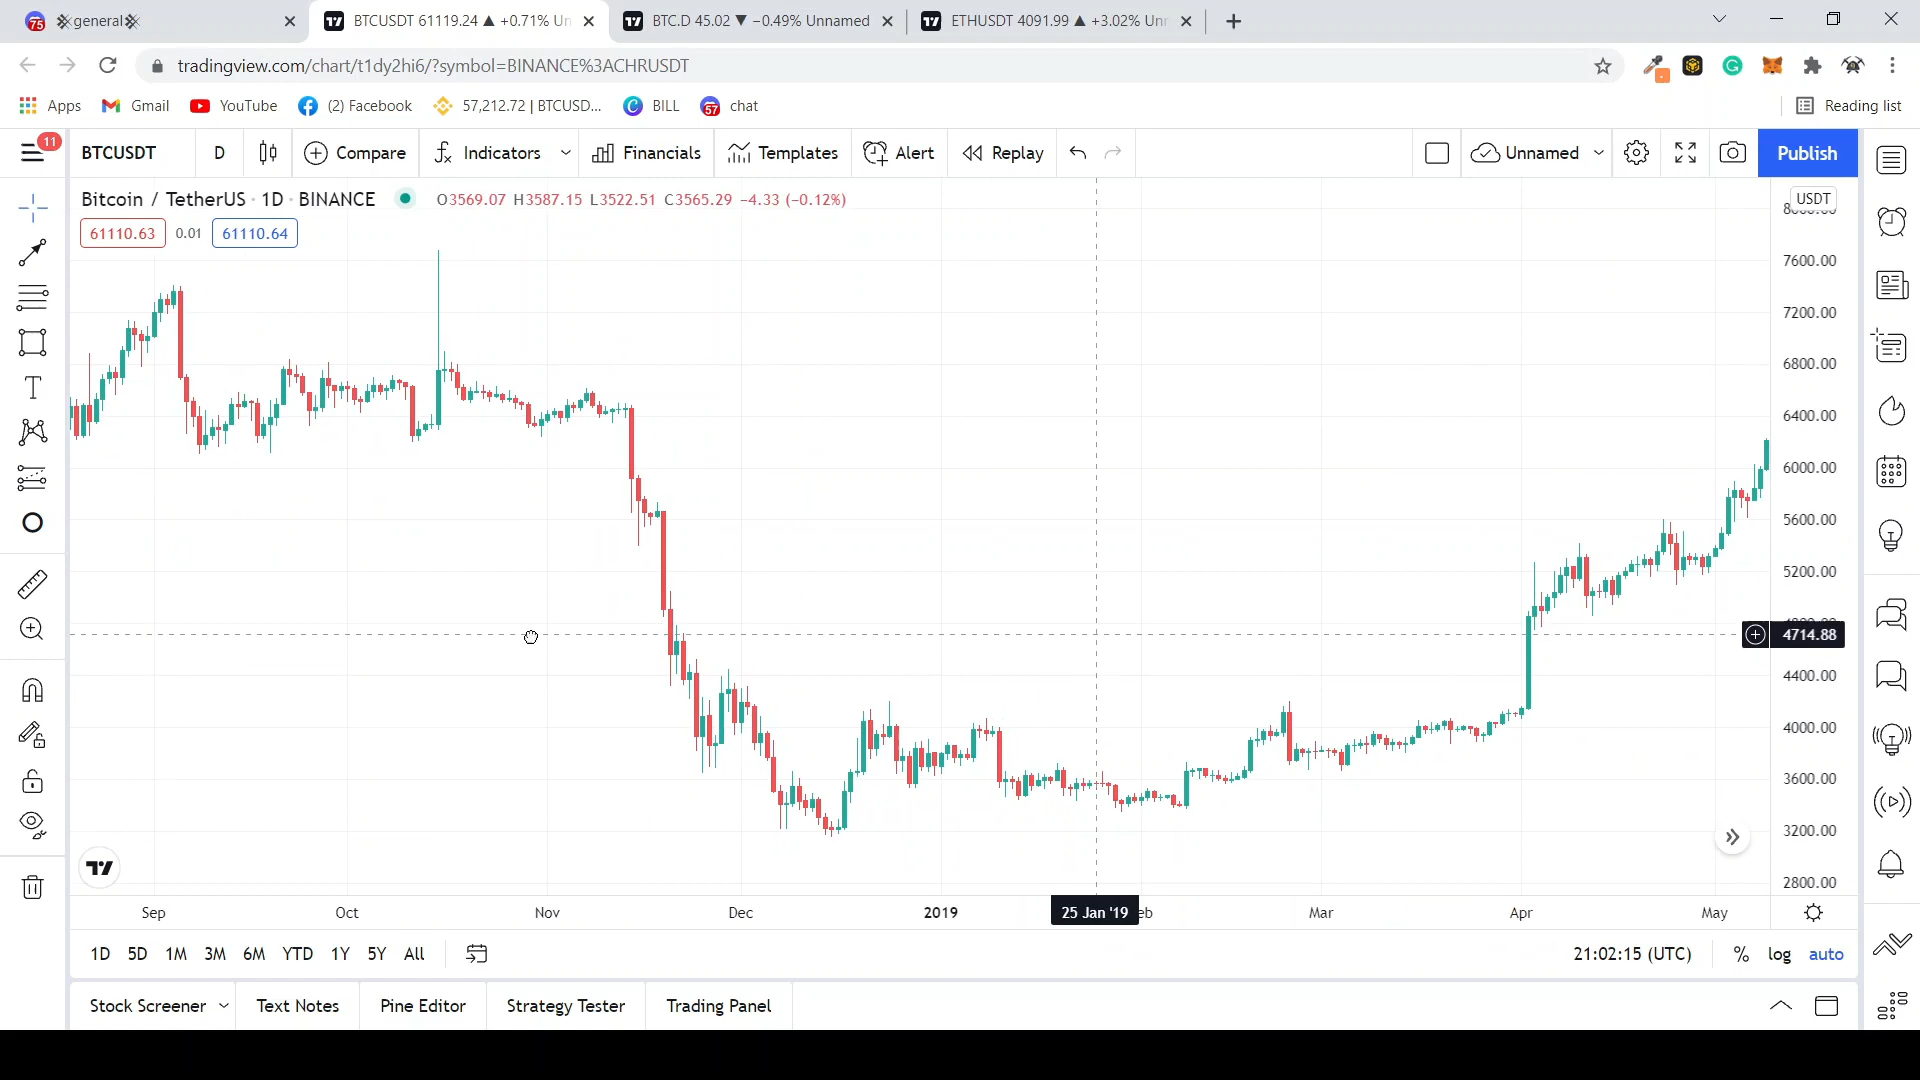 75 general
BTCUSDT 61119.24 ▲ +0.71% Un
BTC.D 45.02 ▼ −0.49% Unnamed
ETHUSDT 4091.99 ▲ +3.02% Unn
tradingview.com/chart/t1dy2hi6/?symbol=BINANCE%3ACHRUSDT
Apps Gmail YouTube (2) Facebook 57,212.72 | BTCUSD... BILL 57 chat Reading list
11 BTCUSDT D Compare Indicators Financials Templates Alert Replay Unnamed Publish
Bitcoin / TetherUS · 1D · BINANCE O3569.07 H3587.15 L3522.51 C3565.29 −4.33 (−0.12%)
USDT
61110.63 0.01 61110.64
7600.00
7200.00
6800.00
6400.00
6000.00
5600.00
5200.00
4714.88
4400.00
4000.00
3600.00
3200.00
2800.00
Sep Oct Nov Dec 2019 25 Jan '19 eb Mar Apr May
1D 5D 1M 3M 6M YTD 1Y 5Y All 21:02:15 (UTC) % log auto
Stock Screener Text Notes Pine Editor Strategy Tester Trading Panel